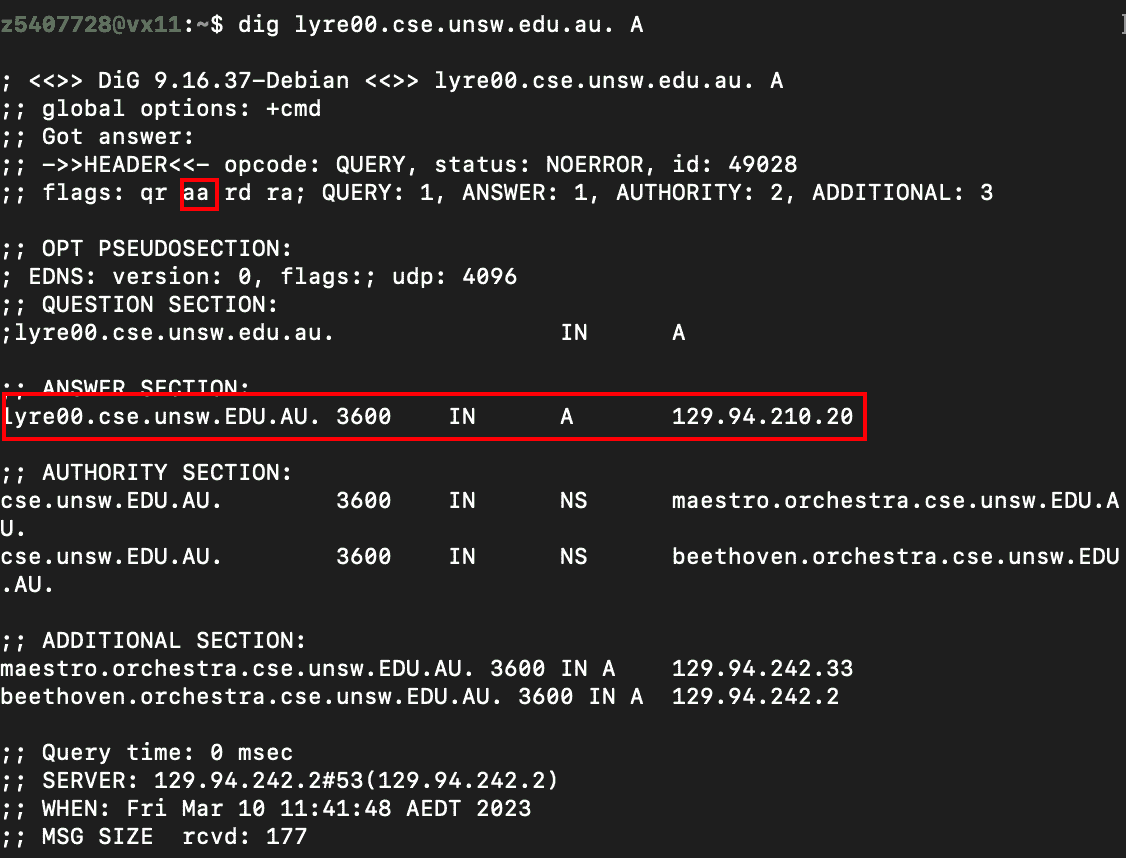 z5407728@vx11:~$ dig lyre00.cse.unsw.edu.au. A
; <<>> DiG 9.16.37-Debian <<>> lyre00.cse.unsw.edu.au. A
;; global options: +cmd
;; Got answer:
;; ->>HEADER<<- opcode: QUERY, status: NOERROR, id: 49028
;; flags: qr aa rd ra; QUERY: 1, ANSWER: 1, AUTHORITY: 2, ADDITIONAL: 3
;; OPT PSEUDOSECTION:
; EDNS: version: 0, flags:; udp: 4096
;; QUESTION SECTION:
;lyre00.cse.unsw.edu.au. IN A
;; ANSWER SECTION:
lyre00.cse.unsw.EDU.AU. 3600 IN A 129.94.210.20
;; AUTHORITY SECTION:
cse.unsw.EDU.AU. 3600 IN NS maestro.orchestra.cse.unsw.EDU.A
U.
cse.unsw.EDU.AU. 3600 IN NS beethoven.orchestra.cse.unsw.EDU
.AU.
;; ADDITIONAL SECTION:
maestro.orchestra.cse.unsw.EDU.AU. 3600 IN A 129.94.242.33
beethoven.orchestra.cse.unsw.EDU.AU. 3600 IN A 129.94.242.2
;; Query time: 0 msec
;; SERVER: 129.94.242.2#53(129.94.242.2)
;; WHEN: Fri Mar 10 11:41:48 AEDT 2023
;; MSG SIZE rcvd: 177